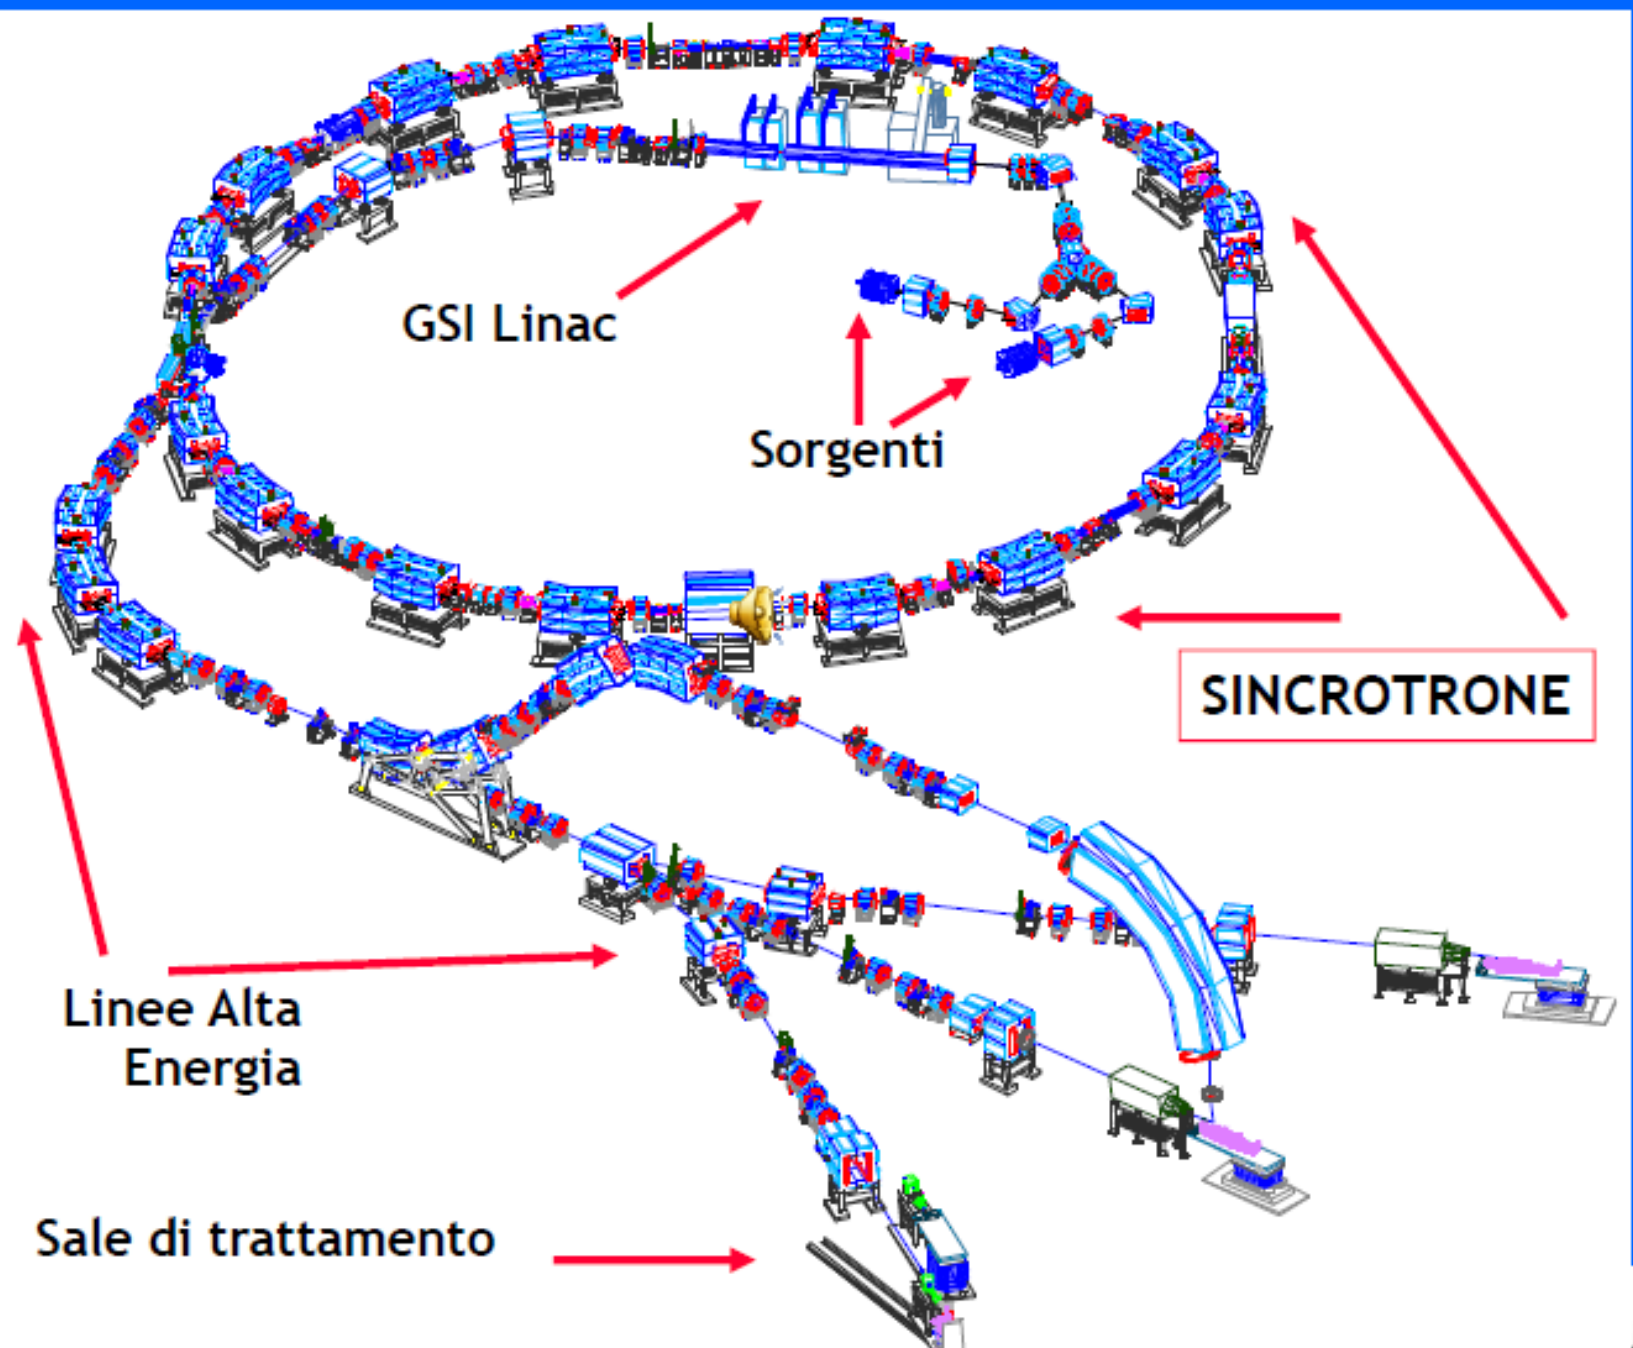 GSI Linac
Sorgenti
SINCROTRONE
Linee Alta
Energia
Sale di trattamento